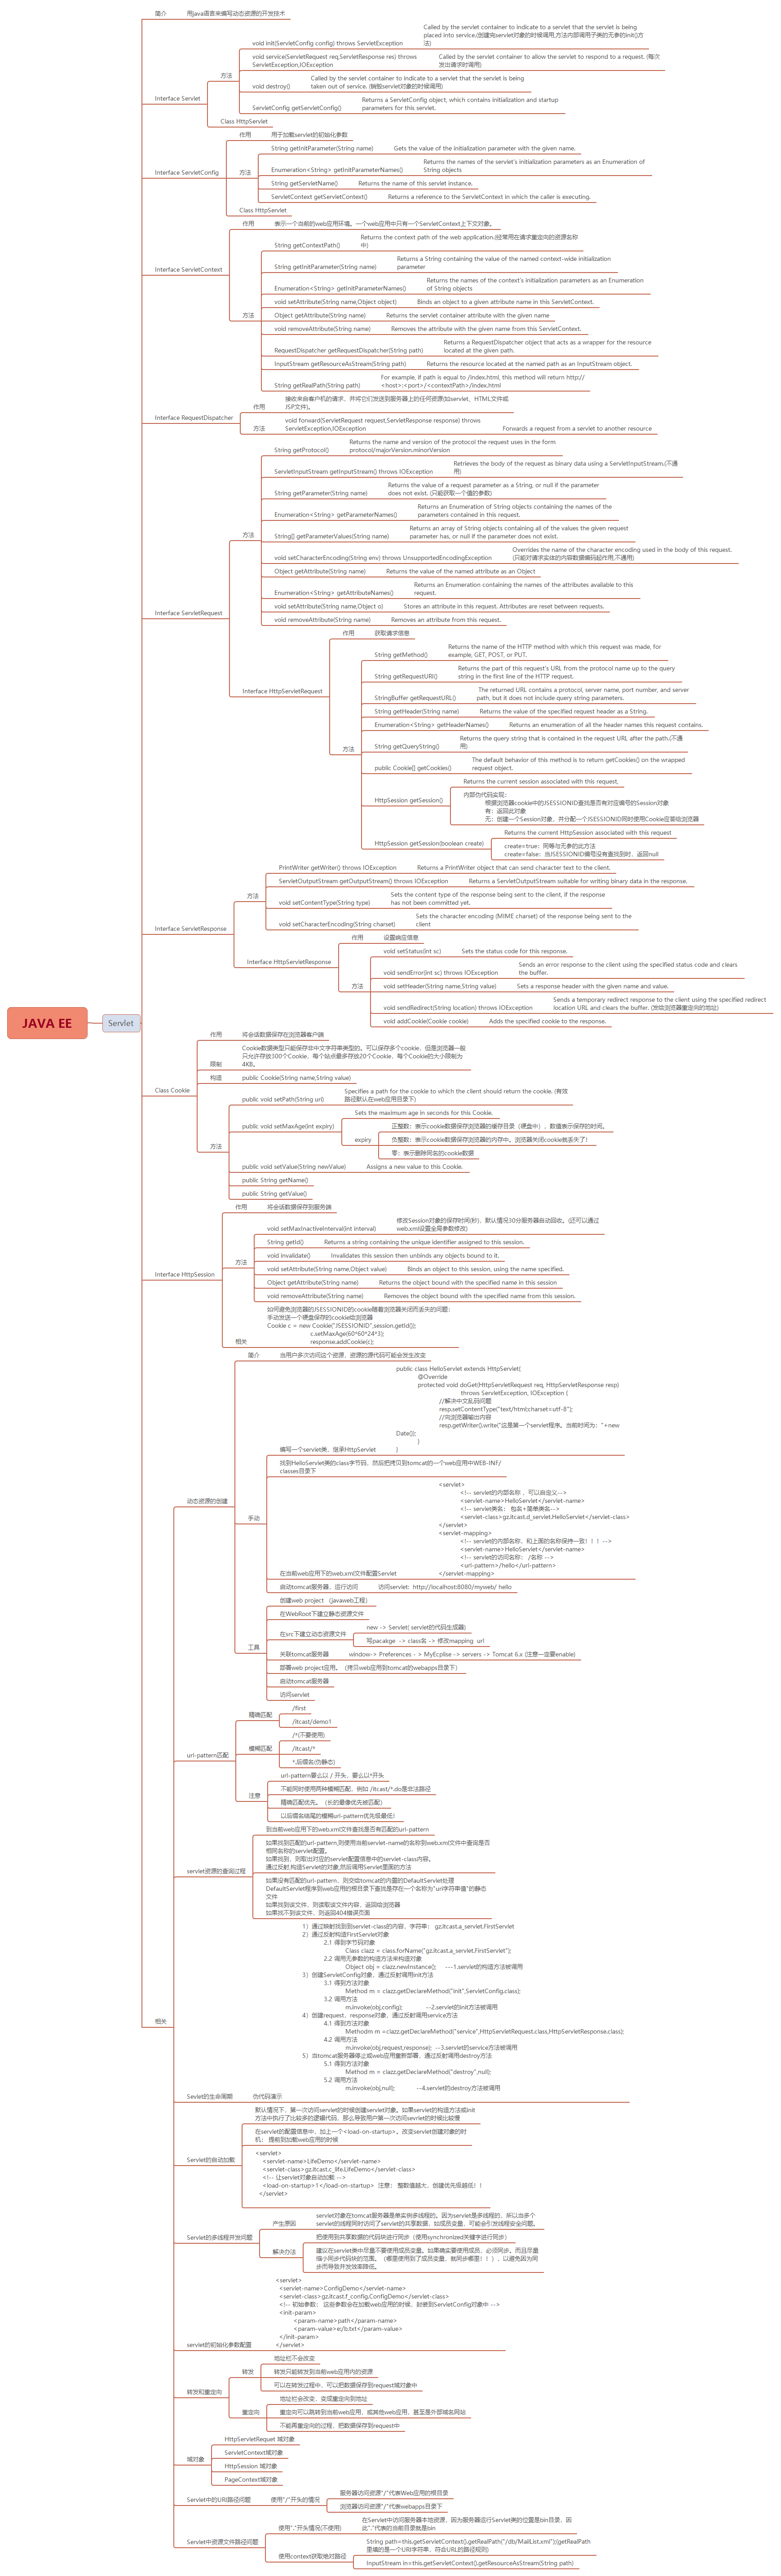 JAVA EE
Servlet
简介
用java语言来编写动态资源的开发技术
Interface Servlet
方法
void init(ServletConfig config) throws ServletException
Called by the servlet container to indicate to a servlet that the servlet is being
placed into service.(创建完servlet对象的时候调用,方法内部调用子类的无参的init()方
法)
void service(ServletRequest req,ServletResponse res) throws
ServletException,IOException
Called by the servlet container to allow the servlet to respond to a request. (每次
发出请求时调用)
void destroy()
Called by the servlet container to indicate to a servlet that the servlet is being
taken out of service. (销毁servlet对象的时候调用)
ServletConfig getServletConfig()
Returns a ServletConfig object, which contains initialization and startup
parameters for this servlet.
Class HttpServlet
Interface ServletConfig
作用
用于加载servlet的初始化参数
方法
String getInitParameter(String name)
Gets the value of the initialization parameter with the given name.
Enumeration<String> getInitParameterNames()
Returns the names of the servlet's initialization parameters as an Enumeration of
String objects
String getServletName()
Returns the name of this servlet instance.
ServletContext getServletContext()
Returns a reference to the ServletContext in which the caller is executing.
Class HttpServlet
Interface ServletContext
作用
表示一个当前的web应用环境。一个web应用中只有一个ServletContext上下文对象。
方法
String getContextPath()
Returns the context path of the web application.(经常用在请求重定向的资源名称
中)
String getInitParameter(String name)
Returns a String containing the value of the named context-wide initialization
parameter
Enumeration<String> getInitParameterNames()
Returns the names of the context's initialization parameters as an Enumeration
of String objects
void setAttribute(String name,Object object)
Binds an object to a given attribute name in this ServletContext.
Object getAttribute(String name)
Returns the servlet container attribute with the given name
void removeAttribute(String name)
Removes the attribute with the given name from this ServletContext.
RequestDispatcher getRequestDispatcher(String path)
Returns a RequestDispatcher object that acts as a wrapper for the resource
located at the given path.
InputStream getResourceAsStream(String path)
Returns the resource located at the named path as an InputStream object.
String getRealPath(String path)
For example, if path is equal to /index.html, this method will return http://
<host>:<port>/<contextPath>/index.html
Interface RequestDispatcher
作用
接收来自客户机的请求，并将它们发送到服务器上的任何资源(如servlet、HTML文件或
JSP文件)。
方法
void forward(ServletRequest request,ServletResponse response) throws
ServletException,IOException
Forwards a request from a servlet to another resource
Interface ServletRequest
方法
String getProtocol()
Returns the name and version of the protocol the request uses in the form
protocol/majorVersion.minorVersion
ServletInputStream getInputStream() throws IOException
Retrieves the body of the request as binary data using a ServletInputStream.(不通
用)
String getParameter(String name)
Returns the value of a request parameter as a String, or null if the parameter
does not exist. (只能获取一个值的参数)
Enumeration<String> getParameterNames()
Returns an Enumeration of String objects containing the names of the
parameters contained in this request.
String[] getParameterValues(String name)
Returns an array of String objects containing all of the values the given request
parameter has, or null if the parameter does not exist.
void setCharacterEncoding(String env) throws UnsupportedEncodingException
Overrides the name of the character encoding used in the body of this request.
(只能对请求实体的内容数据编码起作用,不通用)
Object getAttribute(String name)
Returns the value of the named attribute as an Object
Enumeration<String> getAttributeNames()
Returns an Enumeration containing the names of the attributes available to this
request.
void setAttribute(String name,Object o)
Stores an attribute in this request. Attributes are reset between requests.
void removeAttribute(String name)
Removes an attribute from this request.
Interface HttpServletRequest
作用
获取请求信息
方法
String getMethod()
Returns the name of the HTTP method with which this request was made, for
example, GET, POST, or PUT.
String getRequestURI()
Returns the part of this request's URL from the protocol name up to the query
string in the first line of the HTTP request.
StringBuffer getRequestURL()
The returned URL contains a protocol, server name, port number, and server
path, but it does not include query string parameters.
String getHeader(String name)
Returns the value of the specified request header as a String.
Enumeration<String> getHeaderNames()
Returns an enumeration of all the header names this request contains.
String getQueryString()
Returns the query string that is contained in the request URL after the path.(不通
用)
public Cookie[] getCookies()
The default behavior of this method is to return getCookies() on the wrapped
request object.
HttpSession getSession()
Returns the current session associated with this request,
内部伪代码实现：
根据浏览器cookie中的JSESSIONID查找是否有对应编号的Session对象
有：返回此对象
无：创建一个Session对象，并分配一个JSESSIONID同时使用Cookie应答给浏览器
HttpSession getSession(boolean create)
Returns the current HttpSession associated with this request
create=true：同等与无参的此方法
create=false：当JSESSIONID编号没有查找到时，返回null
Interface ServletResponse
方法
PrintWriter getWriter() throws IOException
Returns a PrintWriter object that can send character text to the client.
ServletOutputStream getOutputStream() throws IOException
Returns a ServletOutputStream suitable for writing binary data in the response.
void setContentType(String type)
Sets the content type of the response being sent to the client, if the response
has not been committed yet.
void setCharacterEncoding(String charset)
Sets the character encoding (MIME charset) of the response being sent to the
client
Interface HttpServletResponse
作用
设置响应信息
方法
void setStatus(int sc)
Sets the status code for this response.
void sendError(int sc) throws IOException
Sends an error response to the client using the specified status code and clears
the buffer.
void setHeader(String name,String value)
Sets a response header with the given name and value.
void sendRedirect(String location) throws IOException
Sends a temporary redirect response to the client using the specified redirect
location URL and clears the buffer. (发给浏览器重定向的地址)
void addCookie(Cookie cookie)
Adds the specified cookie to the response.
Class Cookie
作用
将会话数据保存在浏览器客户端
限制
Cookie数据类型只能保存非中文字符串类型的。可以保存多个cookie，但是浏览器一般
只允许存放300个Cookie，每个站点最多存放20个Cookie，每个Cookie的大小限制为
4KB。
构造
public Cookie(String name,String value)
方法
public void setPath(String uri)
Specifies a path for the cookie to which the client should return the cookie. (有效
路径默认在web应用目录下)
public void setMaxAge(int expiry)
Sets the maximum age in seconds for this Cookie.
expiry
正整数：表示cookie数据保存浏览器的缓存目录（硬盘中），数值表示保存的时间。
负整数：表示cookie数据保存浏览器的内存中。浏览器关闭cookie就丢失了！
零：表示删除同名的cookie数据
public void setValue(String newValue)
Assigns a new value to this Cookie.
public String getName()
public String getValue()
Interface HttpSession
作用
将会话数据保存到服务端
方法
void setMaxInactiveInterval(int interval)
修改Session对象的保存时间(秒)，默认情况30分服务器自动回收。(还可以通过
web.xml设置全局参数修改)
String getId()
Returns a string containing the unique identifier assigned to this session.
void invalidate()
Invalidates this session then unbinds any objects bound to it.
void setAttribute(String name,Object value)
Binds an object to this session, using the name specified.
Object getAttribute(String name)
Returns the object bound with the specified name in this session
void removeAttribute(String name)
Removes the object bound with the specified name from this session.
相关
如何避免浏览器的JSESSIONID的cookie随着浏览器关闭而丢失的问题：
手动发送一个硬盘保存的cookie给浏览器
Cookie c = new Cookie("JSESSIONID",session.getId());
c.setMaxAge(60*60*24*3);
response.addCookie(c);
相关
动态资源的创建
简介
当用户多次访问这个资源，资源的源代码可能会发生改变
手动
编写一个servlet类，继承HttpServlet
public class HelloServlet extends HttpServlet{
@Override
protected void doGet(HttpServletRequest req, HttpServletResponse resp)
throws ServletException, IOException {
//解决中文乱码问题
resp.setContentType("text/html;charset=utf-8");
//向浏览器输出内容
resp.getWriter().write("这是第一个servlet程序。当前时间为："+new
Date());
}
}
找到HelloServlet类的class字节码，然后把拷贝到tomcat的一个web应用中WEB-INF/
classes目录下
在当前web应用下的web.xml文件配置Servlet
<servlet>
<!-- servlet的内部名称 ，可以自定义-->
<servlet-name>HelloServlet</servlet-name>
<!-- servlet类名： 包名+简单类名-->
<servlet-class>gz.itcast.d_servlet.HelloServlet</servlet-class>
</servlet>
<servlet-mapping>
<!-- servlet的内部名称，和上面的名称保持一致！！！-->
<servlet-name>HelloServlet</servlet-name>
<!-- servlet的访问名称： /名称 -->
<url-pattern>/hello</url-pattern>
</servlet-mapping>
启动tomcat服务器，运行访问
访问servlet: http://localhost:8080/myweb/ hello
工具
创建web project （javaweb工程）
在WebRoot下建立静态资源文件
在src下建立动态资源文件
new -> Servlet( servlet的代码生成器)
写pacakge -> class名 -> 修改mapping url
关联tomcat服务器
window-> Preferences - > MyEcplise -> servers -> Tomcat 6.x (注意一定要enable)
部署web project应用。（拷贝web应用到tomcat的webapps目录下）
启动tomcat服务器
访问servlet
url-pattern匹配
精确匹配
/first
/itcast/demo1
模糊匹配
/*(不要使用)
/itcast/*
*.后缀名(伪静态)
注意
url-pattern要么以 / 开头，要么以*开头
不能同时使用两种模糊匹配，例如 /itcast/*.do是非法路径
精确匹配优先。（长的最像优先被匹配）
以后缀名结尾的模糊url-pattern优先级最低！
servlet资源的查询过程
到当前web应用下的web.xml文件查找是否有匹配的url-pattern
如果找到匹配的url-pattern,则使用当前servlet-name的名称到web.xml文件中查询是否
相同名称的servlet配置。
如果找到，则取出对应的servlet配置信息中的servlet-class内容。
通过反射,构造Servlet的对象,然后调用Servlet里面的方法
如果没有匹配的url-pattern，则交给tomcat的内置的DefaultServlet处理
DefaultServlet程序到web应用的根目录下查找是存在一个名称为"url字符串值"的静态
文件
如果找到该文件，则读取该文件内容，返回给浏览器
如果找不到该文件，则返回404错误页面
Sevlet的生命周期
伪代码演示
1）通过映射找到到servlet-class的内容，字符串： gz.itcast.a_servlet.FirstServlet
2）通过反射构造FirstServlet对象
2.1 得到字节码对象
Class clazz = class.forName("gz.itcast.a_servlet.FirstServlet");
2.2 调用无参数的构造方法来构造对象
Object obj = clazz.newInstance(); ---1.servlet的构造方法被调用
3）创建ServletConfig对象，通过反射调用init方法
3.1 得到方法对象
Method m = clazz.getDeclareMethod("init",ServletConfig.class);
3.2 调用方法
m.invoke(obj,config); --2.servlet的init方法被调用
4）创建request，response对象，通过反射调用service方法
4.1 得到方法对象
Methodm m =clazz.getDeclareMethod("service",HttpServletRequest.class,HttpServletResponse.class);
4.2 调用方法
m.invoke(obj,request,response); --3.servlet的service方法被调用
5）当tomcat服务器停止或web应用重新部署，通过反射调用destroy方法
5.1 得到方法对象
Method m = clazz.getDeclareMethod("destroy",null);
5.2 调用方法
m.invoke(obj,null); --4.servlet的destroy方法被调用
Servlet的自动加载
默认情况下，第一次访问servlet的时候创建servlet对象。如果servlet的构造方法或init
方法中执行了比较多的逻辑代码，那么导致用户第一次访问sevrlet的时候比较慢
在servlet的配置信息中，加上一个<load-on-startup>。改变servlet创建对象的时
机： 提前到加载web应用的时候
<servlet>
<servlet-name>LifeDemo</servlet-name>
<servlet-class>gz.itcast.c_life.LifeDemo</servlet-class>
<!-- 让servlet对象自动加载 -->
<load-on-startup>1</load-on-startup> 注意： 整数值越大，创建优先级越低！！
</servlet>
Servlet的多线程并发问题
产生原因
servlet对象在tomcat服务器是单实例多线程的。因为servlet是多线程的，所以当多个
servlet的线程同时访问了servlet的共享数据，如成员变量，可能会引发线程安全问题。
解决办法
把使用到共享数据的代码块进行同步（使用synchronized关键字进行同步）
建议在servlet类中尽量不要使用成员变量。如果确实要使用成员，必须同步。而且尽量
缩小同步代码块的范围。（哪里使用到了成员变量，就同步哪里！！），以避免因为同
步而导致并发效率降低。
servlet的初始化参数配置
<servlet>
<servlet-name>ConfigDemo</servlet-name>
<servlet-class>gz.itcast.f_config.ConfigDemo</servlet-class>
<!-- 初始参数： 这些参数会在加载web应用的时候，封装到ServletConfig对象中 -->
<init-param>
<param-name>path</param-name>
<param-value>e:/b.txt</param-value>
</init-param>
</servlet>
转发和重定向
转发
地址栏不会改变
转发只能转发到当前web应用内的资源
可以在转发过程中，可以把数据保存到request域对象中
重定向
地址栏会改变，变成重定向到地址
重定向可以跳转到当前web应用，或其他web应用，甚至是外部域名网站
不能再重定向的过程，把数据保存到request中
域对象
HttpServletRequet 域对象
ServletContext域对象
HttpSession 域对象
PageContext域对象
Servlet中的URI路径问题
使用"/"开头的情况
服务器访问资源"/"代表Web应用的根目录
浏览器访问资源"/"代表webapps目录下
Servlet中资源文件路径问题
使用"."开头情况(不使用)
在Servlet中访问服务器本地资源，因为服务器运行Servlet类的位置是bin目录，因
此"."代表的当前目录就是bin
使用context获取绝对路径
String path=this.getServletContext().getRealPath("/db/MailList.xml");(getRealPath
里填的是一个URI字符串，符合URL的路径规则)
InputStream in=this.getServletContext().getResourceAsStream(String path)